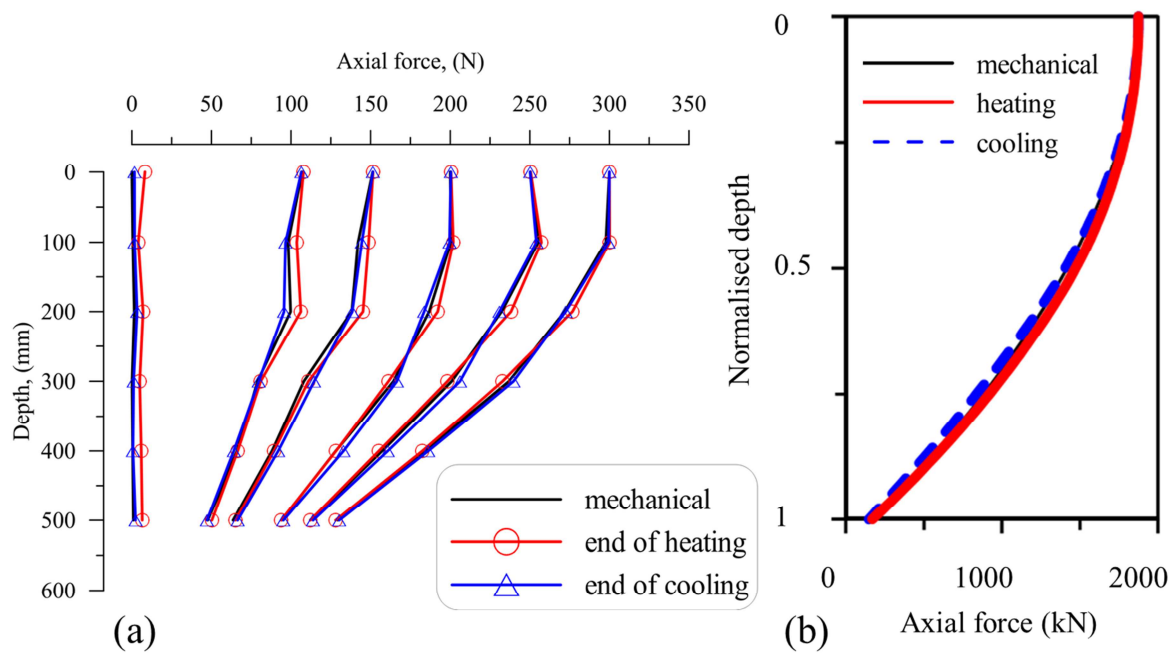 Axial force, (N)
0 50 100 150 200 250 300 350
Depth, (mm)
0
100
200
300
400
500
600
mechanical
end of heating
end of cooling
(a)
mechanical
heating
cooling
Normalised depth
0
0.5
1
0 1000 2000
Axial force (kN)
(b)